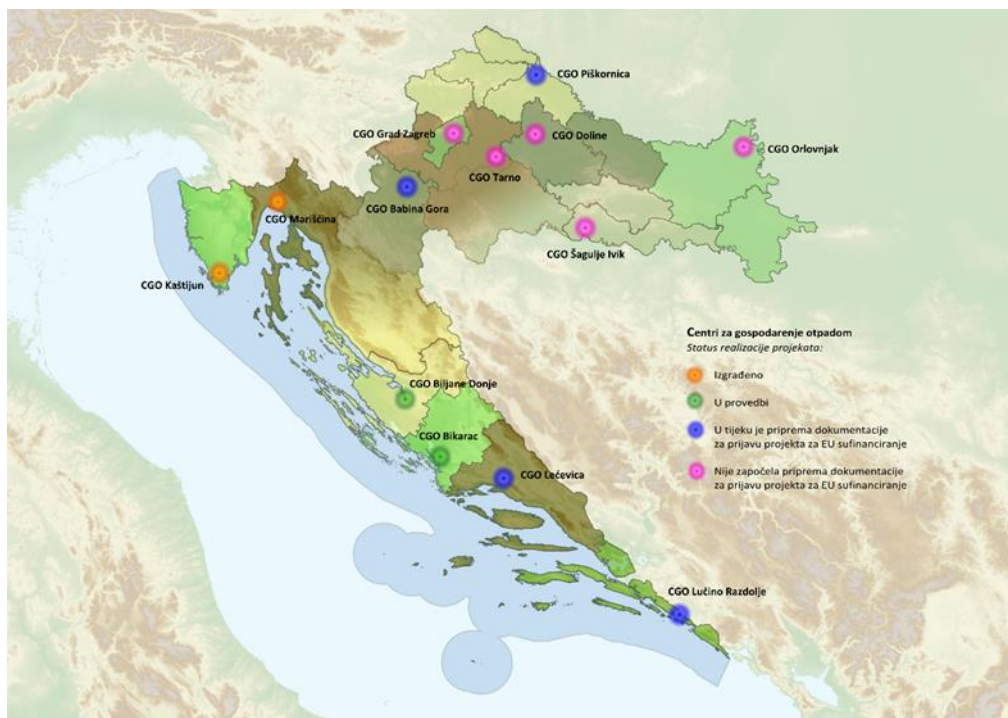 CGO Piškornica
CGO Grad Zagreb
CGO Doline
CGO Orlovnjak
CGO Tarno
CGO Babina Gora
CGO Marišćina
CGO Šagulje Ivik
CGO Kaštijun
Centri za gospodarenje otpadom
Status realizacije projekata:
Izgrađeno
U provedbi
U tijeku je priprema dokumentacije
za prijavu projekta za EU sufinanciranje
Nije započela priprema dokumentacije
za prijavu projekta za EU sufinanciranje
CGO Biljane Donje
CGO Bikarac
CGO Lećevica
CGO Lučino Razdolje